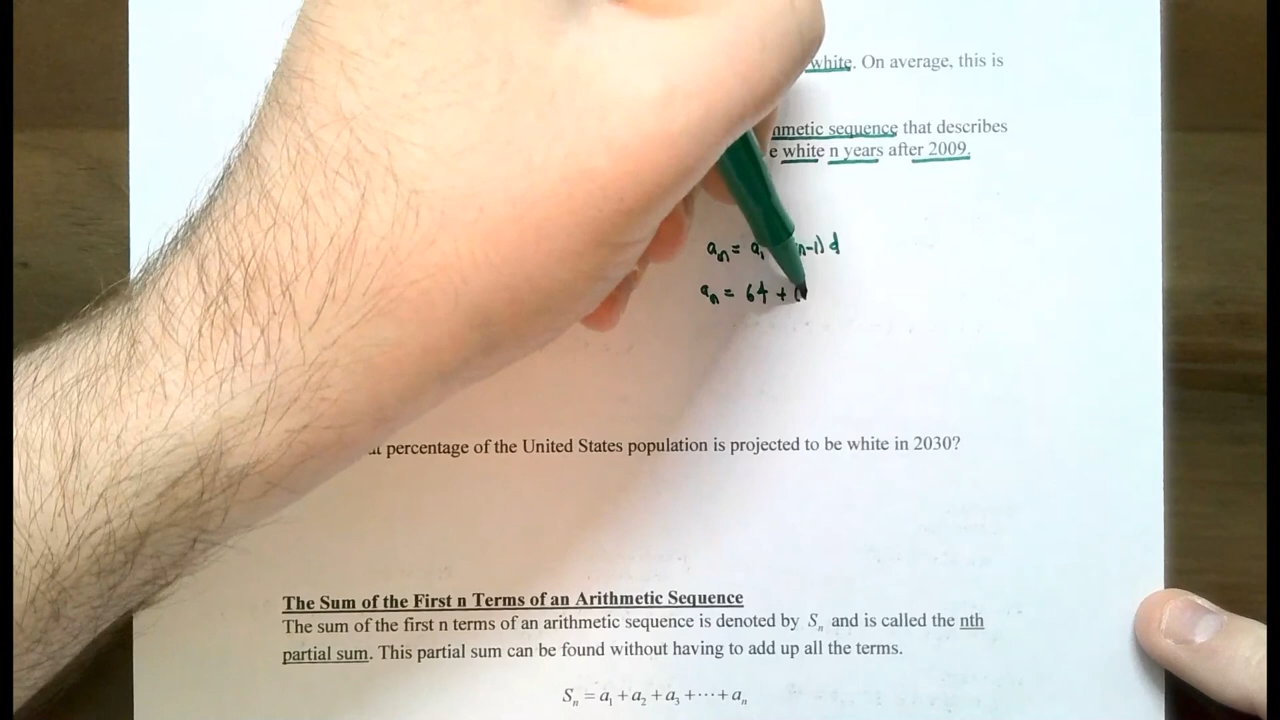 white. On average, this is
metic sequence that describes
e white n years after 2009.
aₙ = a₁ n-1) d
aₙ = 64 + (
percentage of the United States population is projected to be white in 2030?
The Sum of the First n Terms of an Arithmetic Sequence
The sum of the first n terms of an arithmetic sequence is denoted by Sₙ and is called the nth
partial sum. This partial sum can be found without having to add up all the terms.
Sₙ = a₁ + a₂ + a₃ + ··· + aₙ